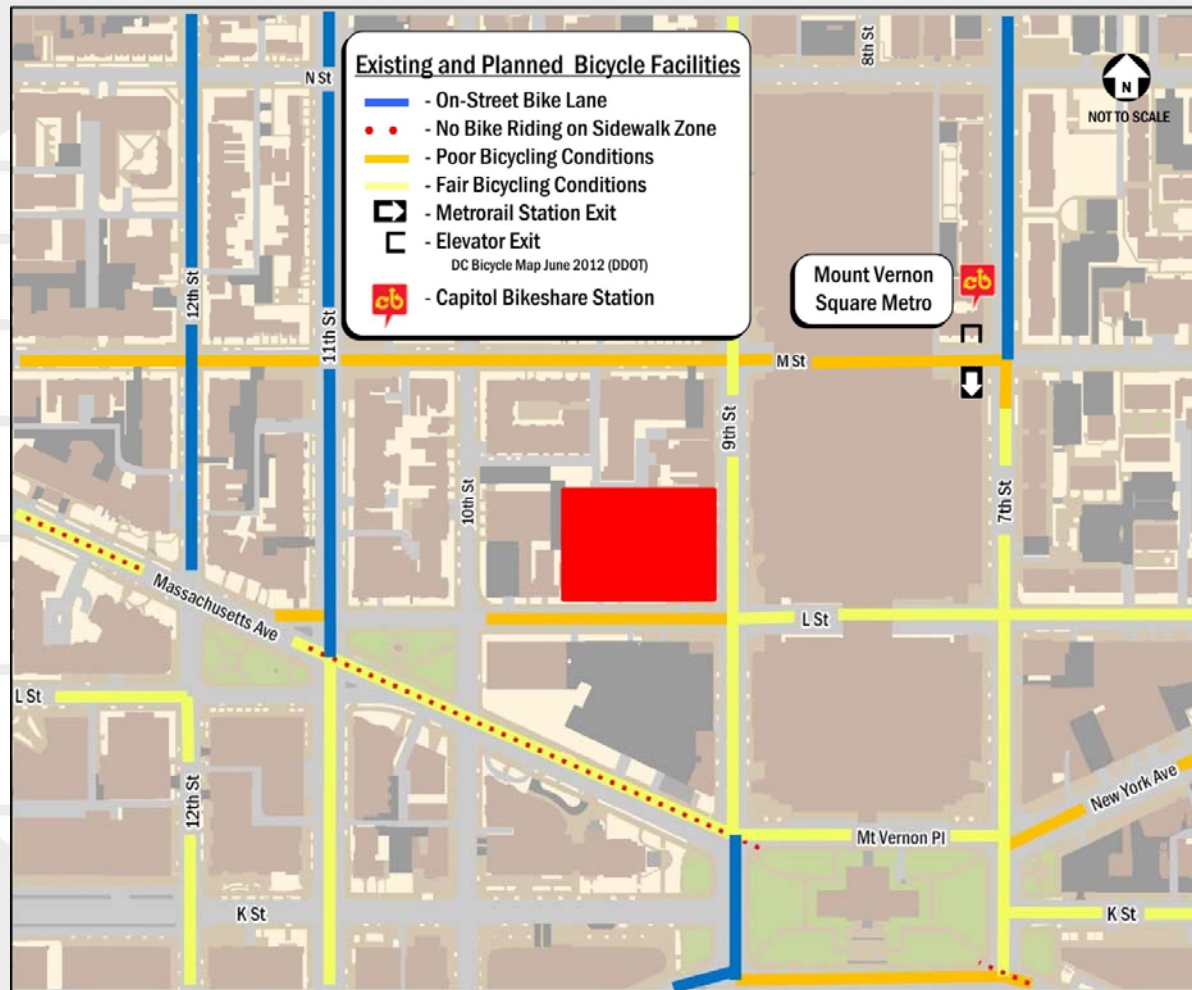 8th St
N St
Existing and Planned Bicycle Facilities
- On-Street Bike Lane
- No Bike Riding on Sidewalk Zone
- Poor Bicycling Conditions
- Fair Bicycling Conditions
- Metrorail Station Exit
- Elevator Exit
DC Bicycle Map June 2012 (DDOT)
cb
- Capitol Bikeshare Station
N
NOT TO SCALE
12th St
11th St
Mount Vernon
Square Metro
cb
M St
9th St
10th St
7th St
Massachusetts Ave
L St
L St
12th St
New York Ave
Mt Vernon Pl
K St
K St